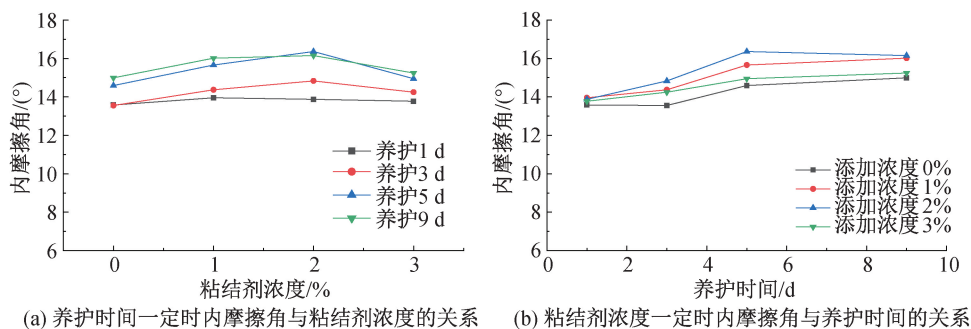 18
16
14
12
10
8
6
内摩擦角/(°)
养护1 d
养护3 d
养护5 d
养护9 d
0 1 2 3
粘结剂浓度/%
(a) 养护时间一定时内摩擦角与粘结剂浓度的关系
18
16
14
12
10
8
6
内摩擦角/(°)
添加浓度0%
添加浓度1%
添加浓度2%
添加浓度3%
0 2 4 6 8 10
养护时间/d
(b) 粘结剂浓度一定时内摩擦角与养护时间的关系